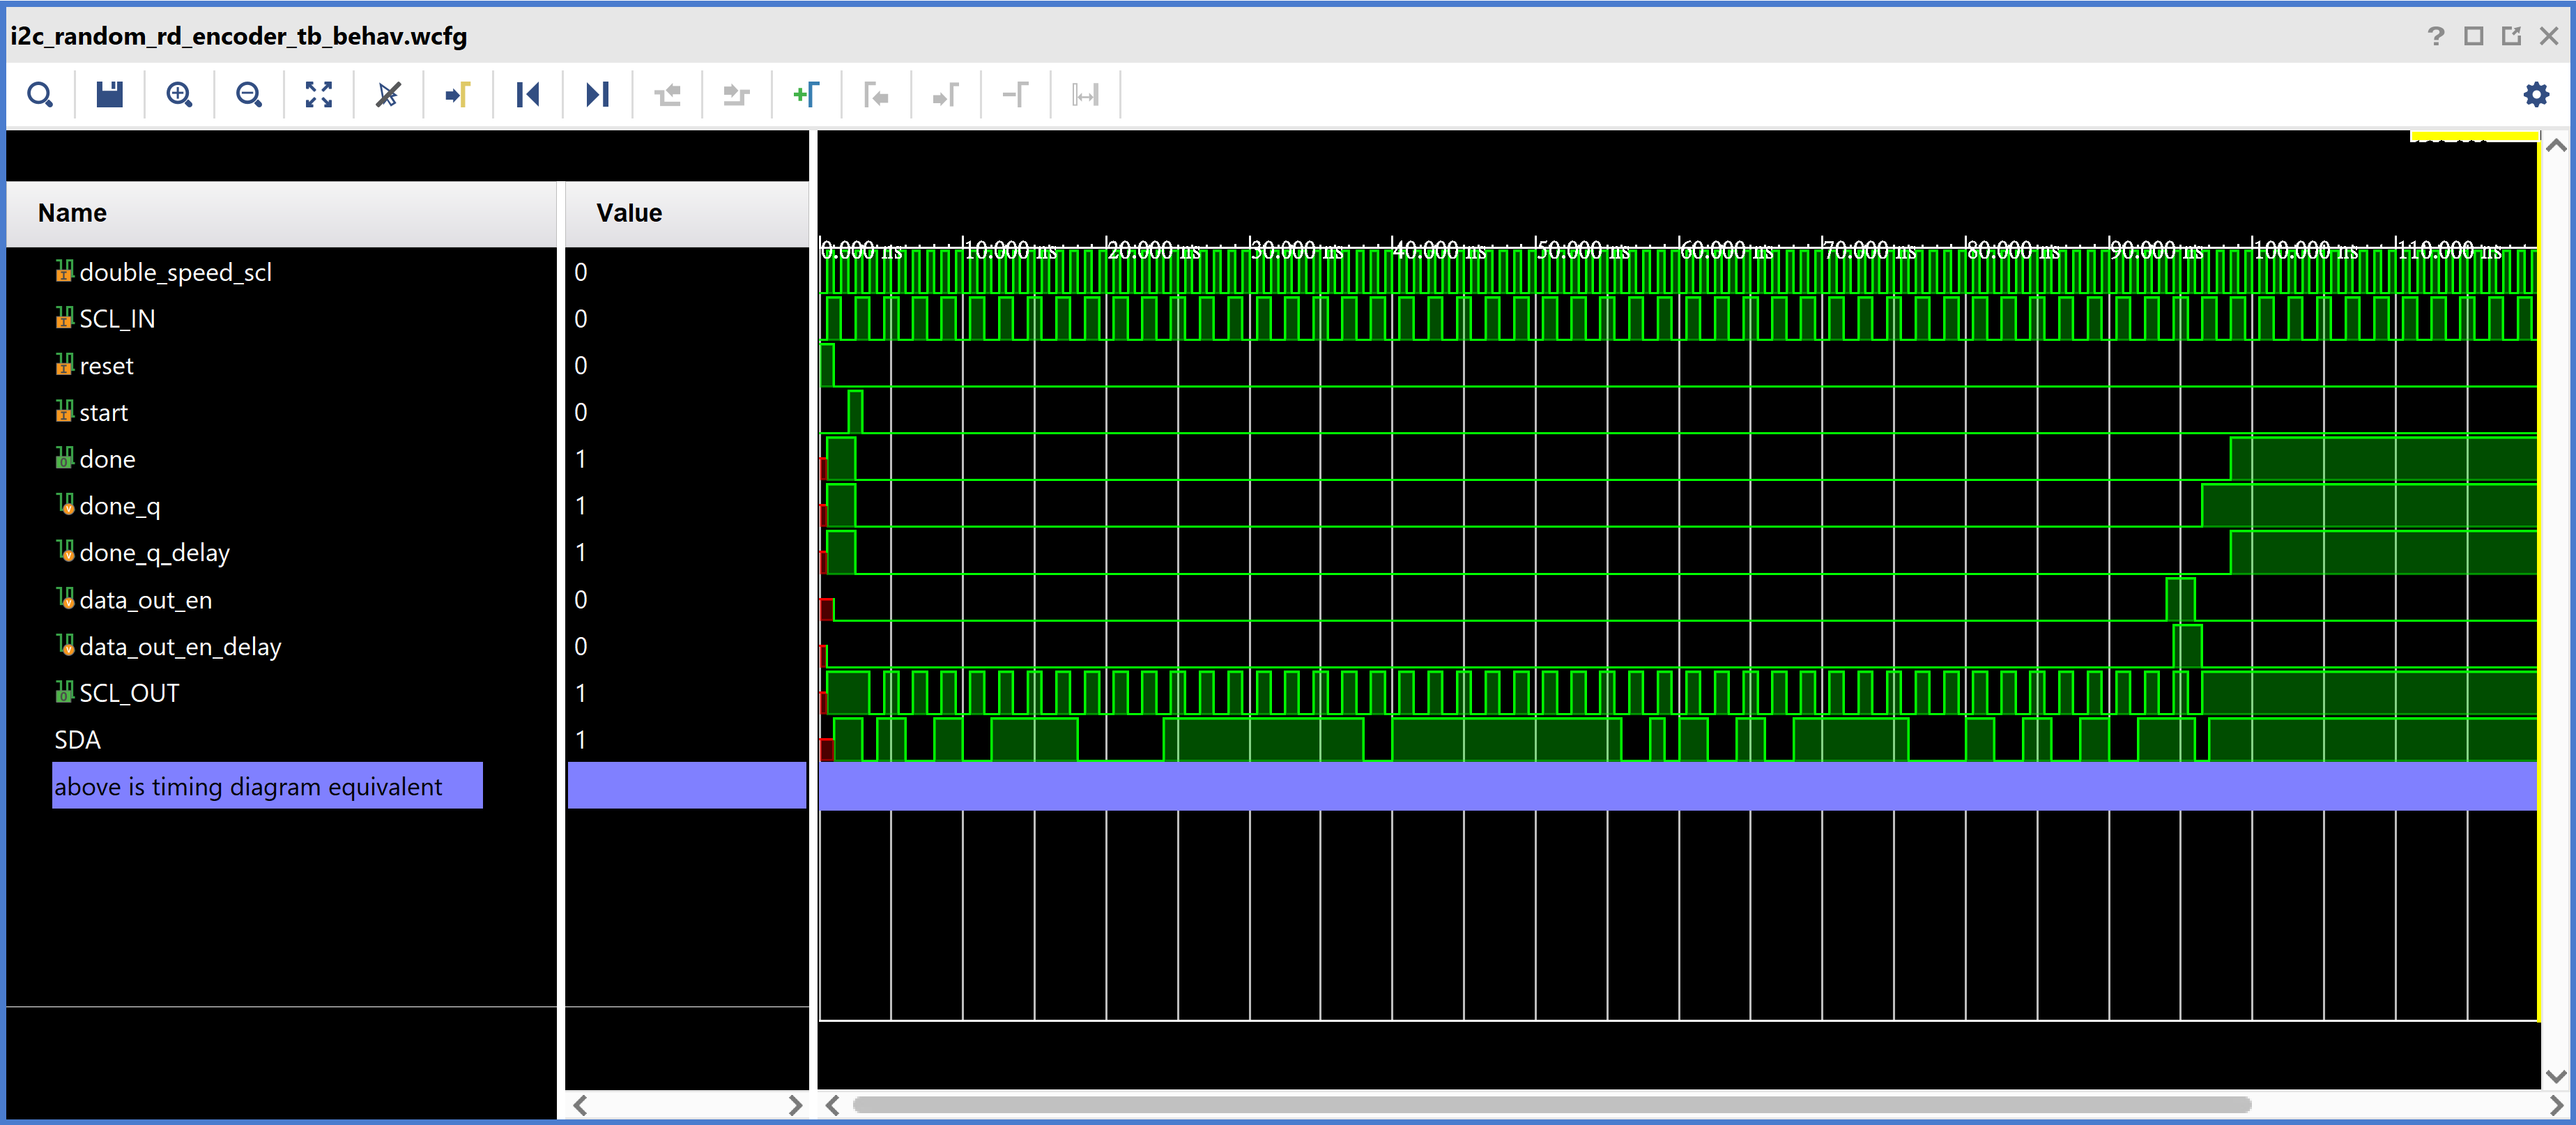 i2c_random_rd_encoder_tb_behav.wcfg
Name Value
0.000 ns 10.000 ns 20.000 ns 30.000 ns 40.000 ns 50.000 ns 60.000 ns 70.000 ns 80.000 ns 90.000 ns 100.000 ns 110.000 ns
double_speed_scl 0
SCL_IN 0
reset 0
start 0
done 1
done_q 1
done_q_delay 1
data_out_en 0
data_out_en_delay 0
SCL_OUT 1
SDA 1
above is timing diagram equivalent